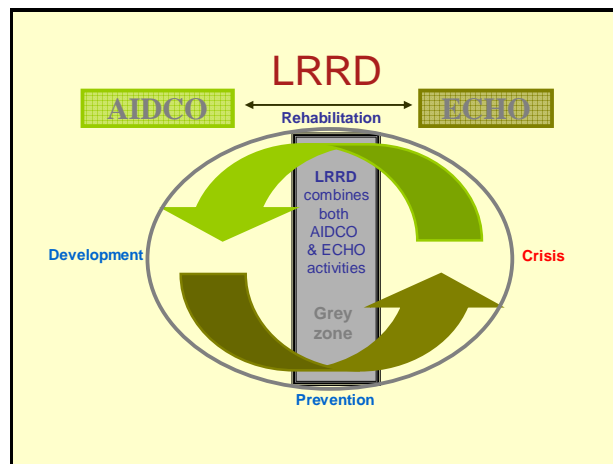 LRRD
AIDCO
ECHO
Rehabilitation
LRRD
combines
both
AIDCO
& ECHO
activities
Development
Crisis
Grey
zone
Prevention